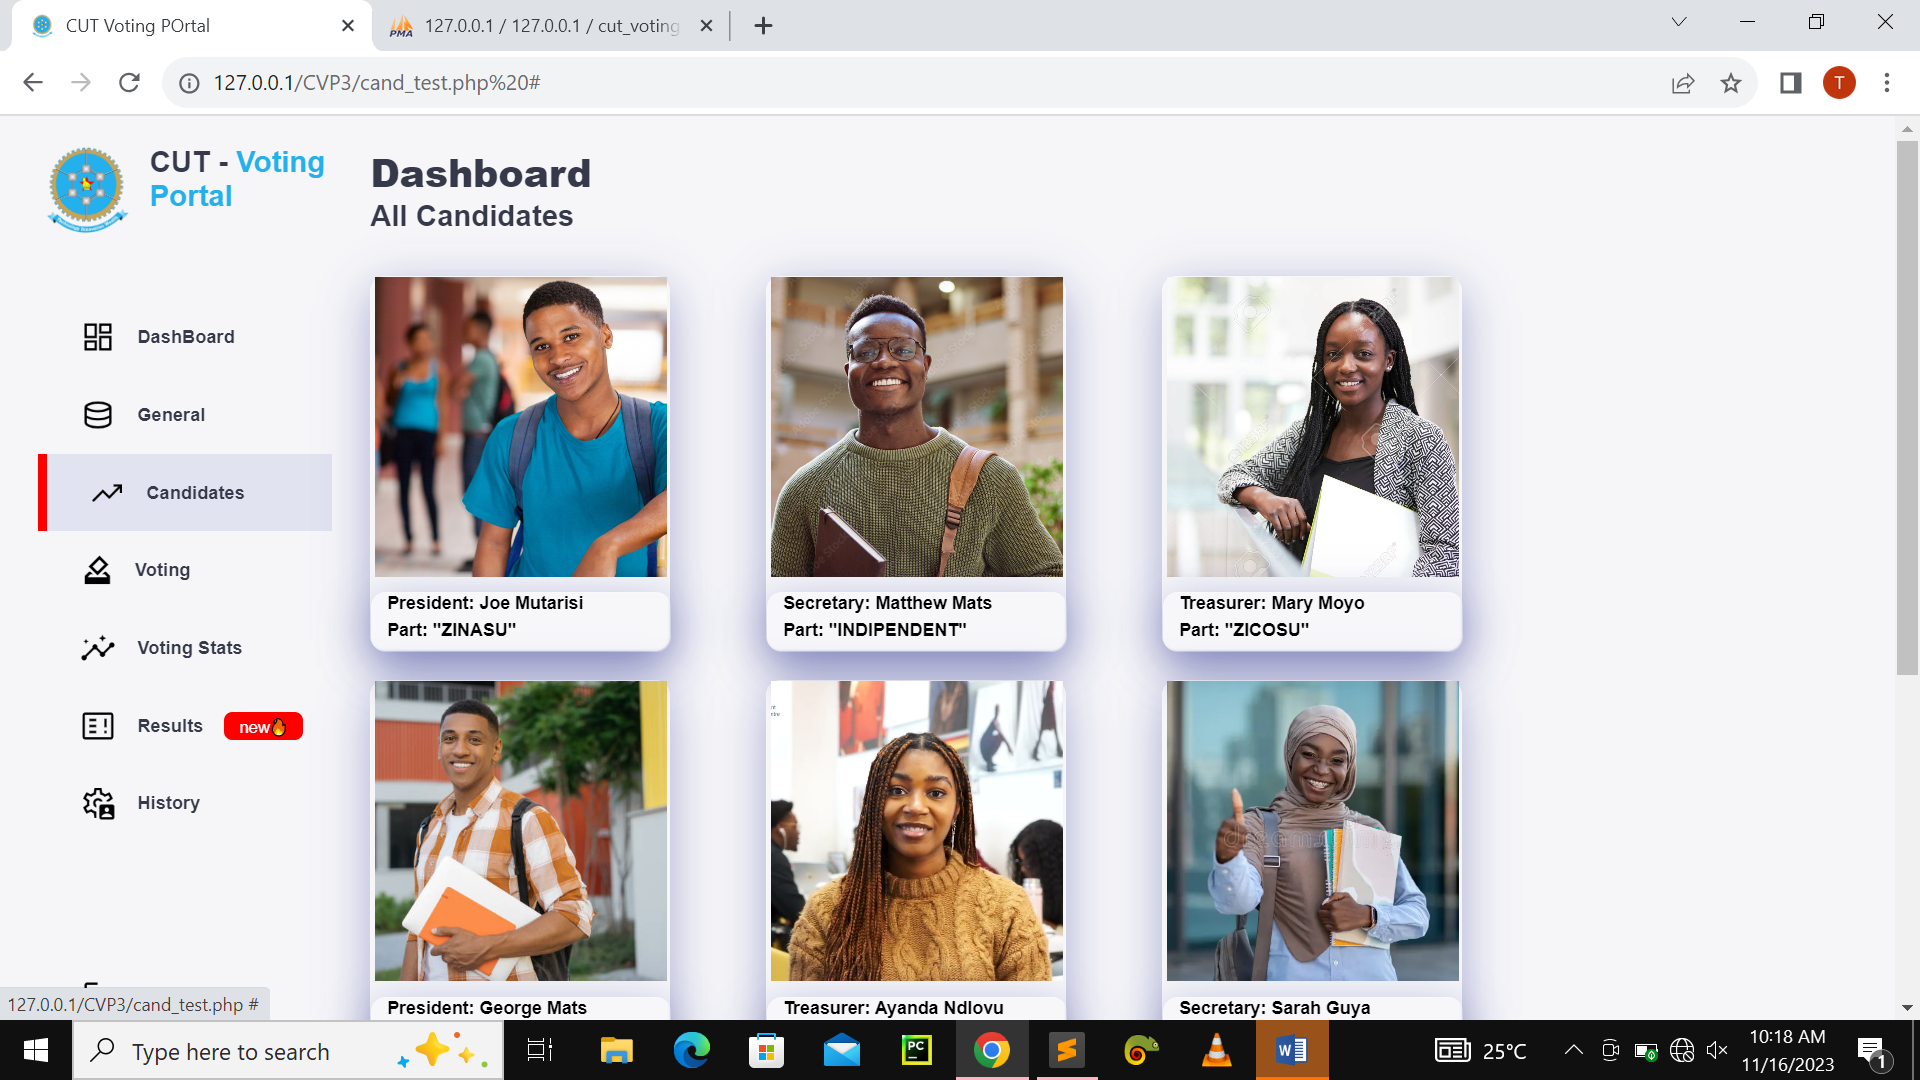 CUT Voting POrtal
127.0.0.1 / 127.0.0.1 / cut_voting
127.0.0.1/CVP3/cand_test.php%20#
T
CUT - Voting
Portal
Dashboard
All Candidates
DashBoard
General
Candidates
Voting
Voting Stats
Results new
History
President: Joe Mutarisi
Part: "ZINASU"
Secretary: Matthew Mats
Part: "INDIPENDENT"
Treasurer: Mary Moyo
Part: "ZICOSU"
President: George Mats
Treasurer: Ayanda Ndlovu
Secretary: Sarah Guya
127.0.0.1/CVP3/cand_test.php #
Type here to search
25°C
10:18 AM
11/16/2023
1